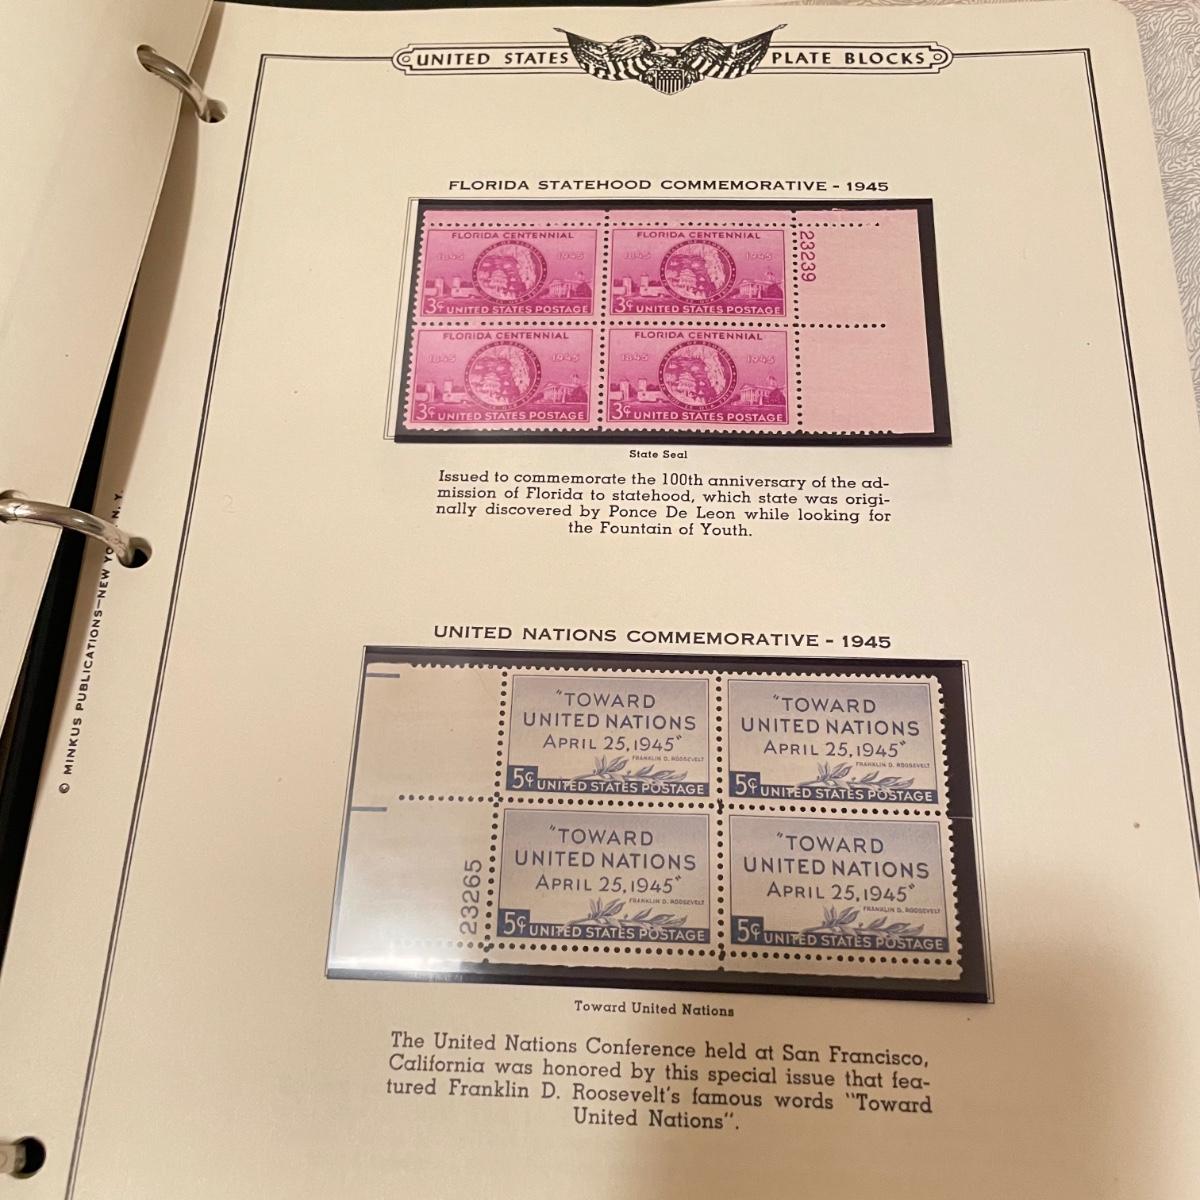 UNITED STATES PLATE BLOCKS
FLORIDA STATEHOOD COMMEMORATIVE - 1945
FLORIDA CENTENNIAL
1845 1945
3¢ UNITED STATES POSTAGE
FLORIDA CENTENNIAL
1845 1945
3¢ UNITED STATES POSTAGE
23239
FLORIDA CENTENNIAL
1845 1945
3¢ UNITED STATES POSTAGE
FLORIDA CENTENNIAL
1845 1945
3¢ UNITED STATES POSTAGE
State Seal
Issued to commemorate the 100th anniversary of the ad-
mission of Florida to statehood, which state was origi-
nally discovered by Ponce De Leon while looking for
the Fountain of Youth.
UNITED NATIONS COMMEMORATIVE - 1945
"TOWARD
UNITED NATIONS
APRIL 25, 1945"
FRANKLIN D. ROOSEVELT
5¢ UNITED STATES POSTAGE
"TOWARD
UNITED NATIONS
APRIL 25, 1945"
FRANKLIN D. ROOSEVELT
5¢ UNITED STATES POSTAGE
23265
"TOWARD
UNITED NATIONS
APRIL 25, 1945"
FRANKLIN D. ROOSEVELT
5¢ UNITED STATES POSTAGE
"TOWARD
UNITED NATIONS
APRIL 25, 1945"
FRANKLIN D. ROOSEVELT
5¢ UNITED STATES POSTAGE
Toward United Nations
The United Nations Conference held at San Francisco,
California was honored by this special issue that fea-
tured Franklin D. Roosevelt's famous words "Toward
United Nations".
© MINKUS PUBLICATIONS—NEW YO N. Y.